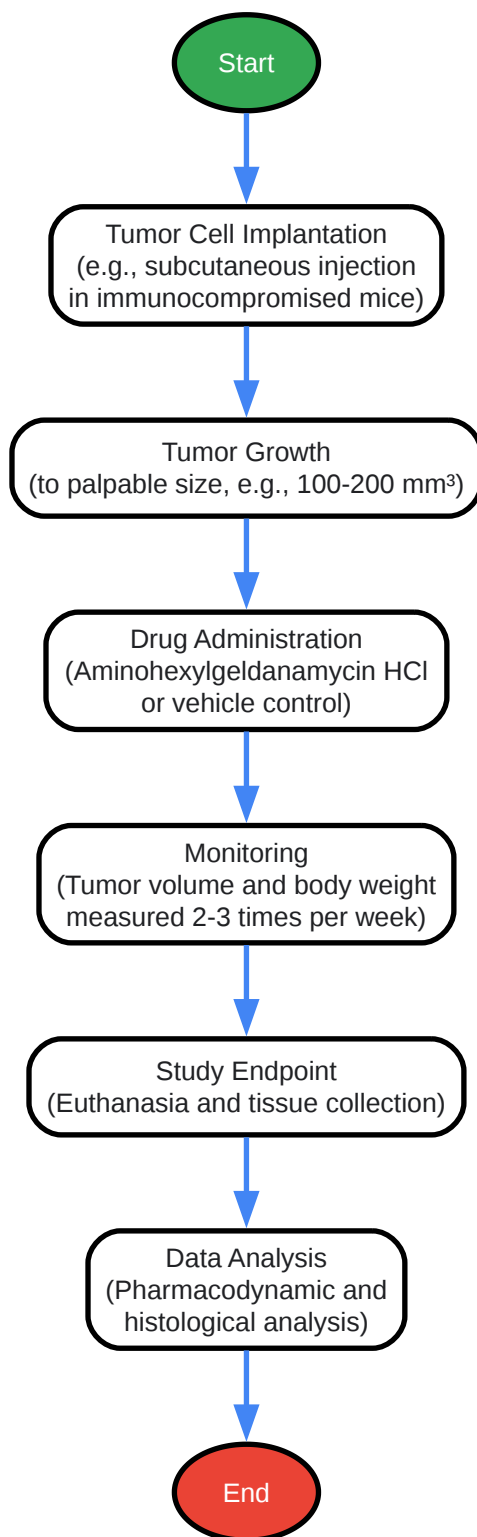 Start
Tumor Cell Implantation
(e.g., subcutaneous injection
in immunocompromised mice)
Tumor Growth
(to palpable size, e.g., 100-200 mm³)
Drug Administration
(Aminohexylgeldanamycin HCl
or vehicle control)
Monitoring
(Tumor volume and body weight
measured 2-3 times per week)
Study Endpoint
(Euthanasia and tissue collection)
Data Analysis
(Pharmacodynamic and
histological analysis)
End